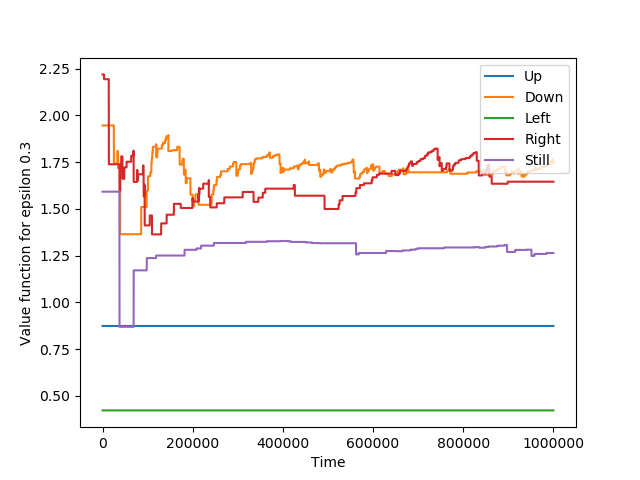 Value function for epsilon 0.3
2.25
2.00
1.75
1.50
1.25
1.00
0.75
0.50
0
200000
400000
600000
800000
1000000
Time
Up
Down
Left
Right
Still